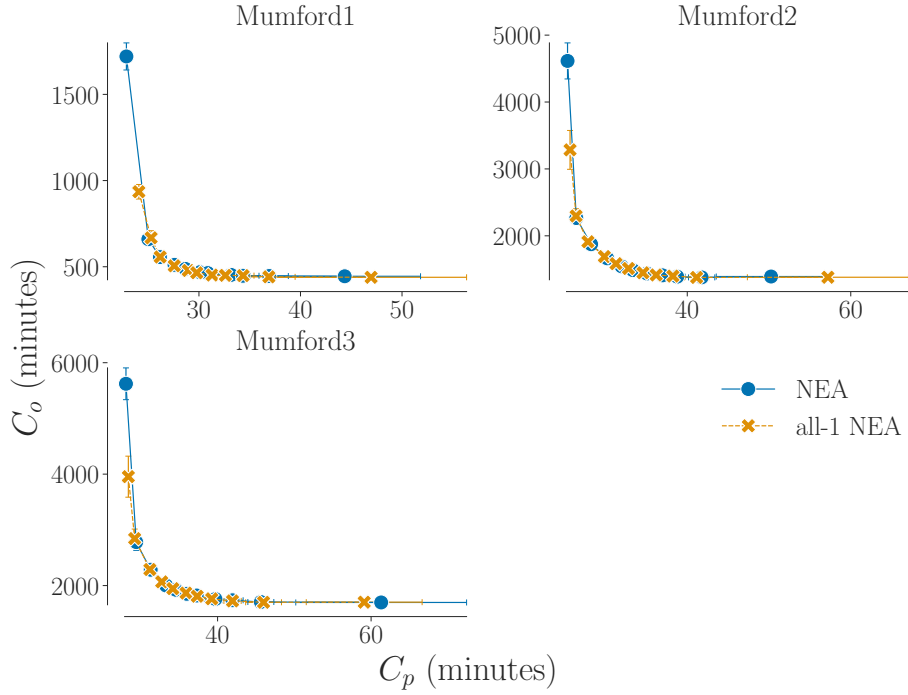 Mumford1
1500
1000
500
30
40
50
Mumford2
5000
4000
3000
2000
40
60
Mumford3
6000
4000
2000
40
60
NEA
all-1 NEA
C_o (minutes)
C_p (minutes)